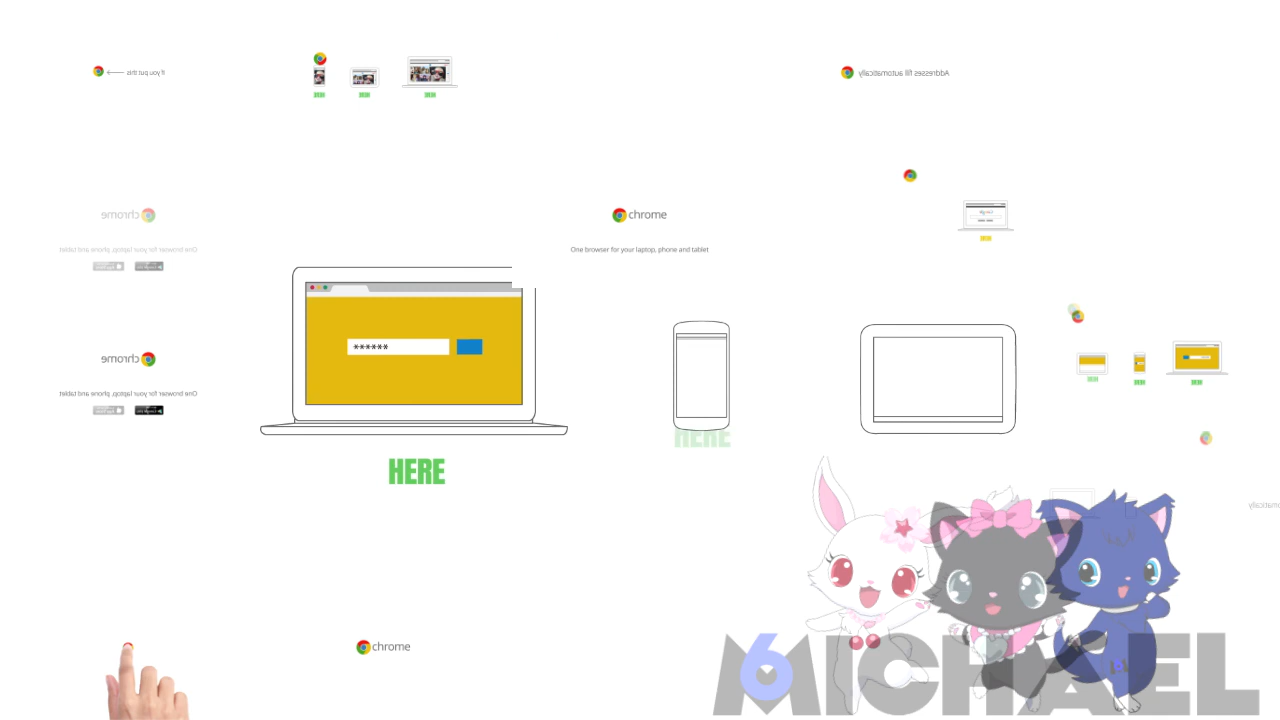 If you put this
HERE
HERE
HERE
Addresses fill automatically
chrome
One browser for your laptop, phone and tablet
chrome
One browser for your laptop, phone and tablet
HERE
HERE
HERE
chrome
One browser for your laptop, phone and tablet
******
HERE
HERE
omatically
chrome
6
MICHAEL